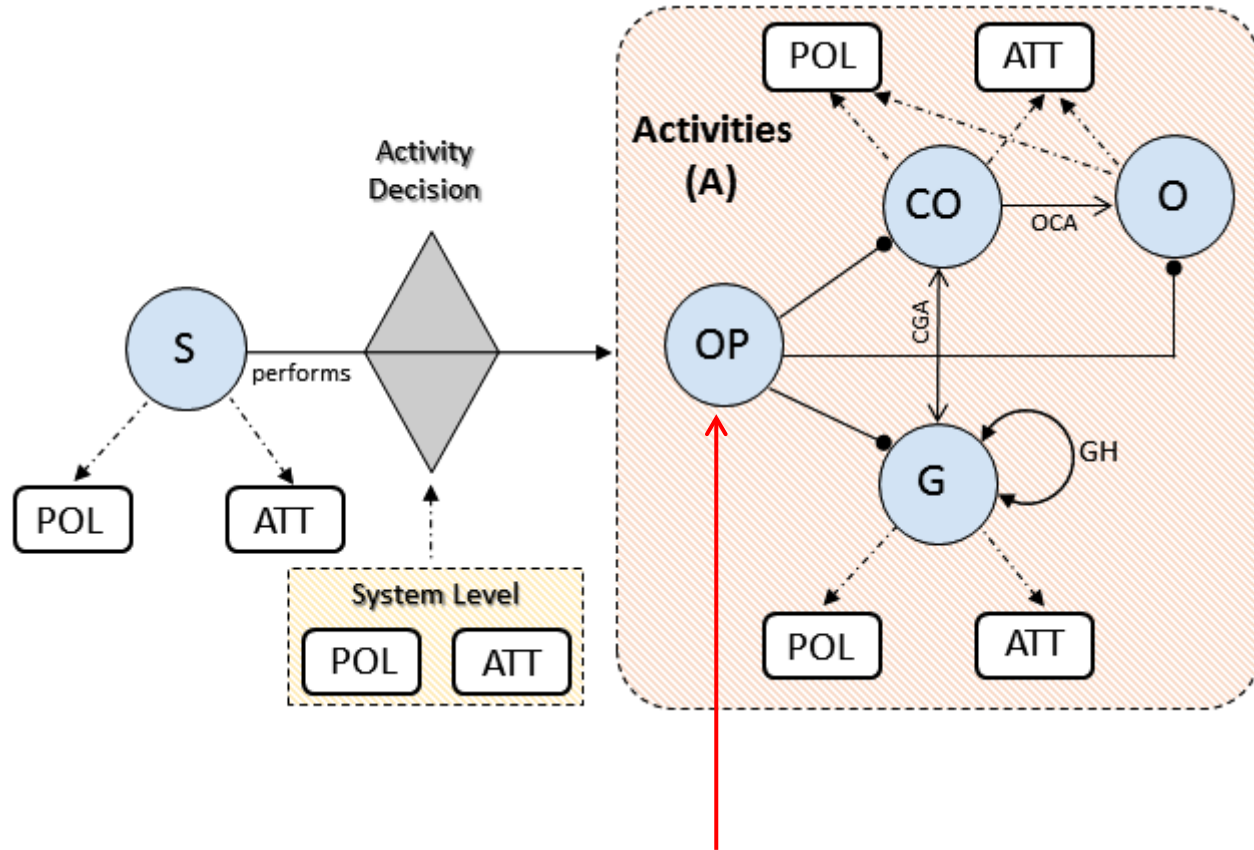 POL
ATT
Activities
(A)
Activity
Decision
CO
O
OCA
S
performs
OP
CGA
G
GH
POL
ATT
System Level
POL
ATT
POL
ATT